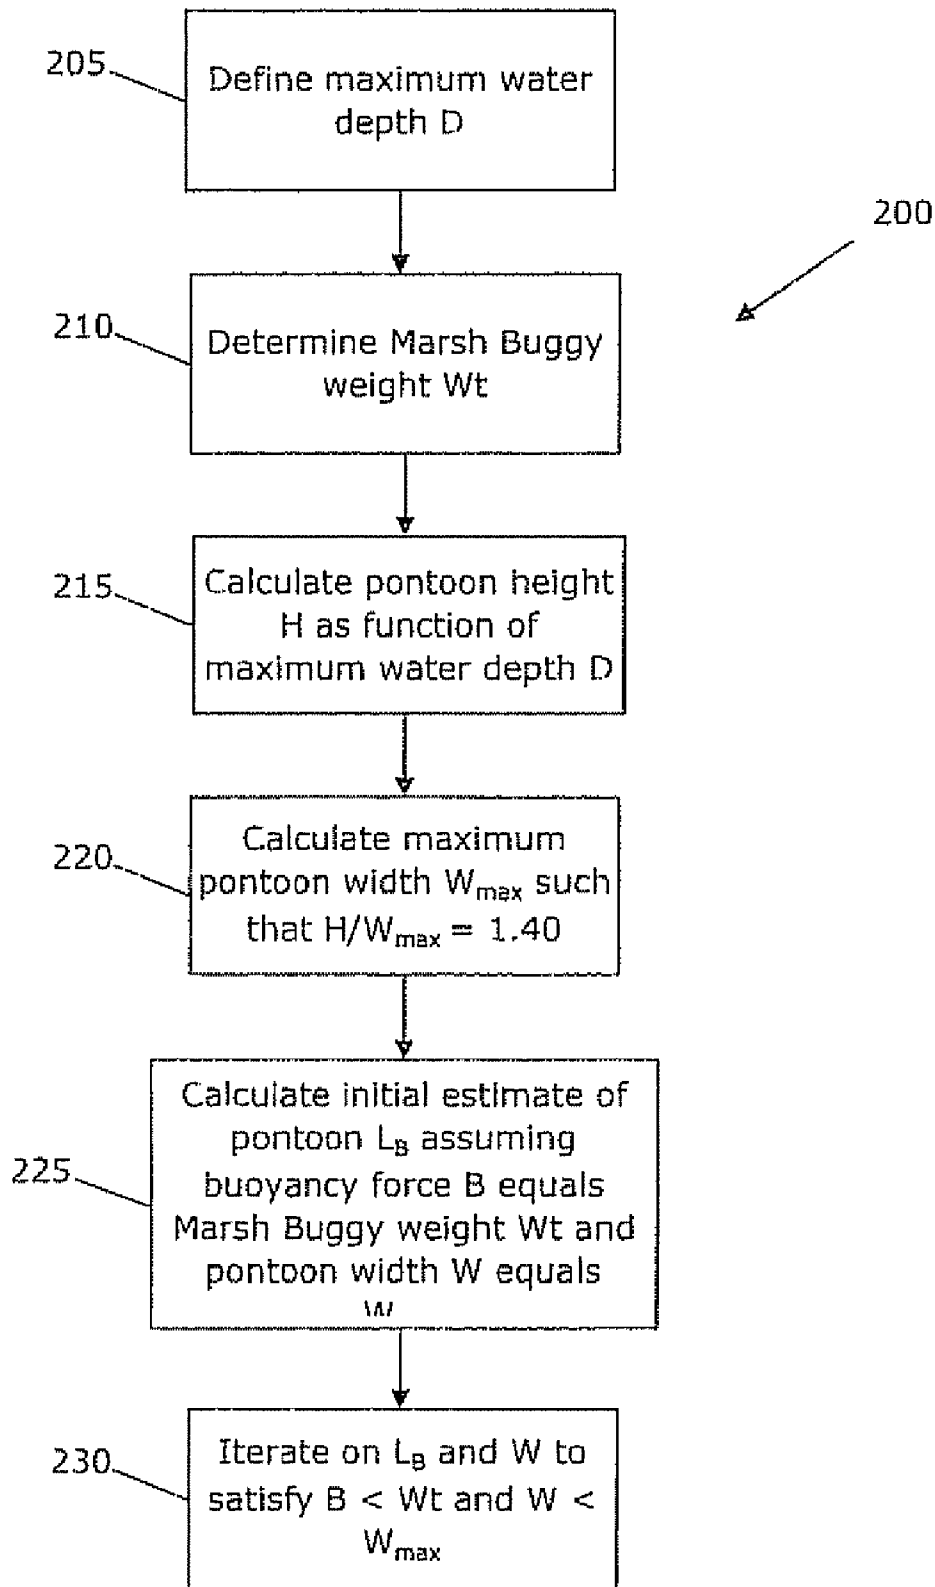 205
Define maximum water
depth D
200
210
Determine Marsh Buggy
weight Wt
215
Calculate pontoon height
H as function of
maximum water depth D
220
Calculate maximum
pontoon width Wmax such
that H/Wmax = 1.40
225
Calculate initial estimate of
pontoon LB assuming
buoyancy force B equals
Marsh Buggy weight Wt and
pontoon width W equals
W
230
Iterate on LB and W to
satisfy B < Wt and W <
Wmax